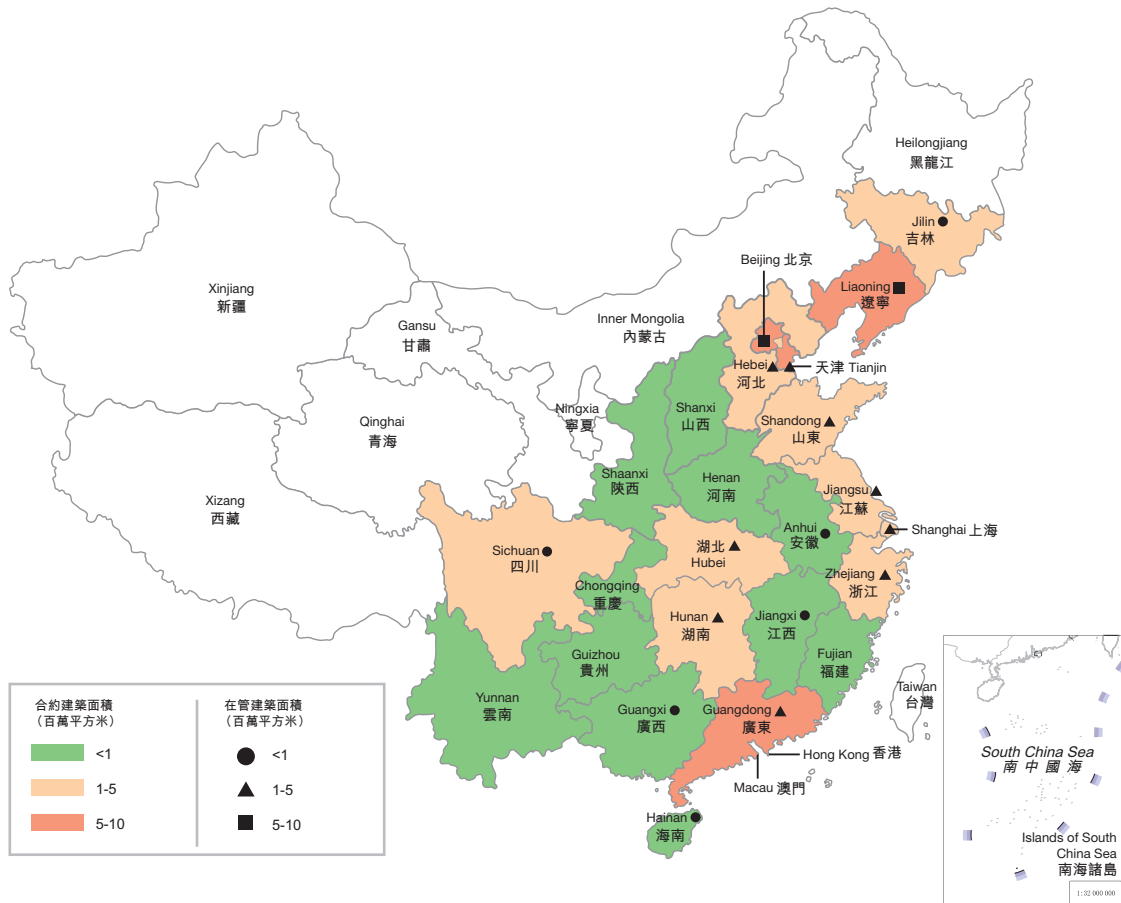 Heilongjiang
黑龍江
Jilin
吉林
Beijing 北京
Liaoning
遼寧
Xinjiang
新疆
Gansu
甘肅
Inner Mongolia
內蒙古
Hebei
河北
天津 Tianjin
Ningxia
寧夏
Shanxi
山西
Shandong
山東
Qinghai
青海
Shaanxi
陝西
Henan
河南
Jiangsu
江蘇
Xizang
西藏
Anhui
安徽
Shanghai 上海
Sichuan
四川
湖北
Hubei
Zhejiang
浙江
Chongqing
重慶
Hunan
湖南
Jiangxi
江西
Guizhou
貴州
Fujian
福建
Yunnan
雲南
Guangxi
廣西
Guangdong
廣東
Taiwan
台灣
Hong Kong 香港
Macau 澳門
Hainan
海南
合約建築面積
(百萬平方米)
<1
1-5
5-10
在管建築面積
(百萬平方米)
<1
1-5
5-10
South China Sea
南中國海
Islands of South
China Sea
南海諸島
1:32 000 000